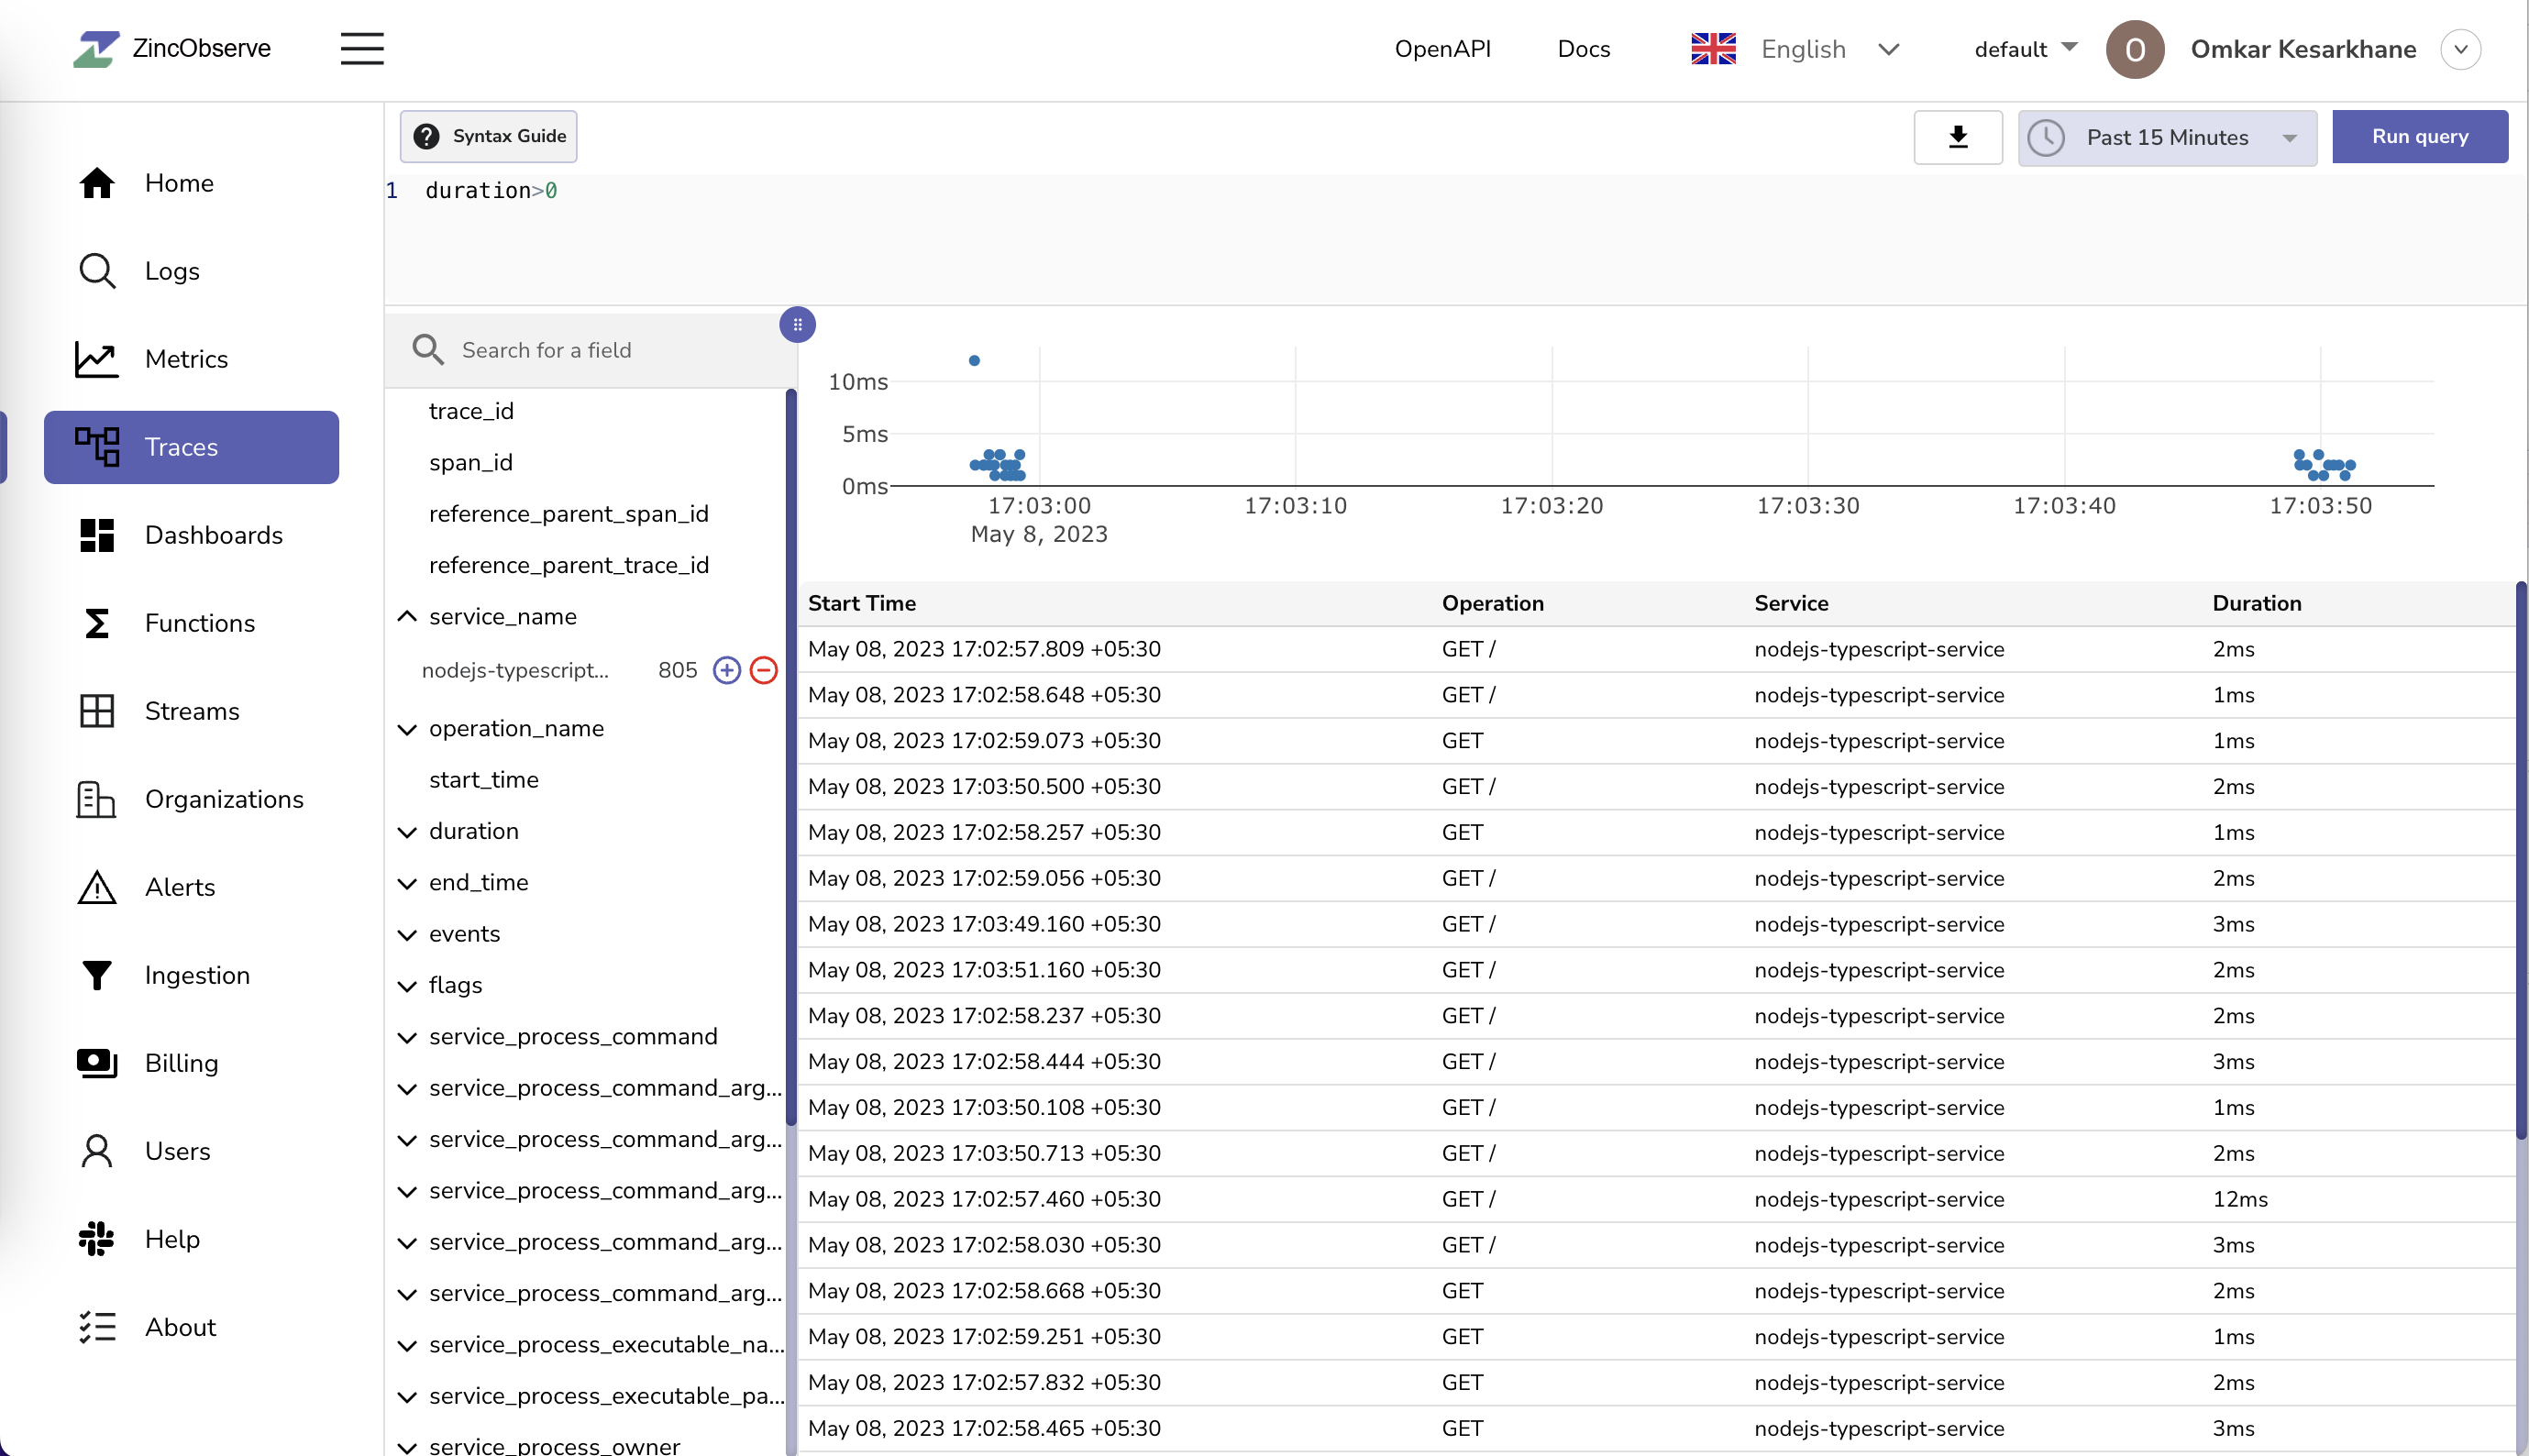 ZincObserve
OpenAPI
Docs
English
default
O
Omkar Kesarkhane
Home
Logs
Metrics
Traces
Dashboards
Functions
Streams
Organizations
Alerts
Ingestion
Billing
Users
Help
About
? Syntax Guide
Past 15 Minutes
Run query
1 duration>0
Search for a field
trace_id
span_id
reference_parent_span_id
reference_parent_trace_id
service_name
nodejs-typescript... 805
operation_name
start_time
duration
end_time
events
flags
service_process_command
service_process_command_arg...
service_process_command_arg...
service_process_command_arg...
service_process_command_arg...
service_process_command_arg...
service_process_executable_na...
service_process_executable_pa...
service_process_owner
10ms
5ms
0ms
17:03:00 17:03:10 17:03:20 17:03:30 17:03:40 17:03:50
May 8, 2023
Start Time Operation Service Duration
May 08, 2023 17:02:57.809 +05:30 GET / nodejs-typescript-service 2ms
May 08, 2023 17:02:58.648 +05:30 GET / nodejs-typescript-service 1ms
May 08, 2023 17:02:59.073 +05:30 GET nodejs-typescript-service 1ms
May 08, 2023 17:03:50.500 +05:30 GET / nodejs-typescript-service 2ms
May 08, 2023 17:02:58.257 +05:30 GET nodejs-typescript-service 1ms
May 08, 2023 17:02:59.056 +05:30 GET / nodejs-typescript-service 2ms
May 08, 2023 17:03:49.160 +05:30 GET / nodejs-typescript-service 3ms
May 08, 2023 17:03:51.160 +05:30 GET / nodejs-typescript-service 2ms
May 08, 2023 17:02:58.237 +05:30 GET / nodejs-typescript-service 2ms
May 08, 2023 17:02:58.444 +05:30 GET / nodejs-typescript-service 3ms
May 08, 2023 17:03:50.108 +05:30 GET / nodejs-typescript-service 1ms
May 08, 2023 17:03:50.713 +05:30 GET / nodejs-typescript-service 2ms
May 08, 2023 17:02:57.460 +05:30 GET / nodejs-typescript-service 12ms
May 08, 2023 17:02:58.030 +05:30 GET / nodejs-typescript-service 3ms
May 08, 2023 17:02:58.668 +05:30 GET nodejs-typescript-service 2ms
May 08, 2023 17:02:59.251 +05:30 GET nodejs-typescript-service 1ms
May 08, 2023 17:02:57.832 +05:30 GET nodejs-typescript-service 2ms
May 08, 2023 17:02:58.465 +05:30 GET nodejs-typescript-service 3ms